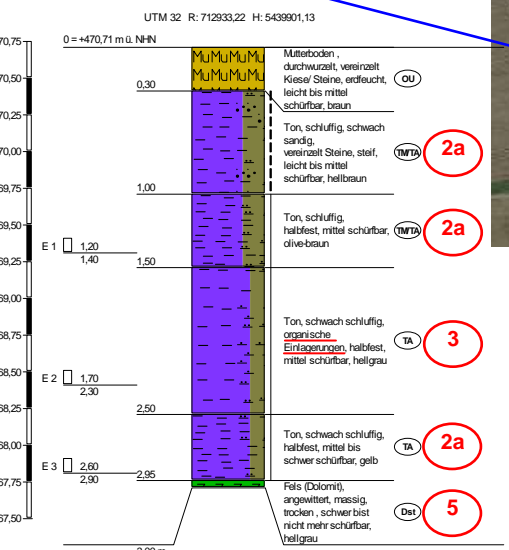 UTM 32 R: 712933,22 H: 5439901,13
0 = +470,71 m ü. NHN
70,75
70,50
70,25
70,00
69,75
69,50
69,25
69,00
68,75
68,50
68,25
68,00
67,75
67,50
E 1 1,20
1,40
E 2 1,70
2,30
E 3 2,60
2,90
0,30
1,00
1,50
2,50
2,95
MuMuMuMu
MuMuMuMu
Mutterboden ,
durchwurzelt, vereinzelt
Kiese/ Steine, erdfeucht,
leicht bis mittel
schürfbar, braun
OU
Ton, schluffig, schwach
sandig,
vereinzelt Steine, steif,
leicht bis mittel
schürfbar, hellbraun
TM/TA
2a
Ton, schluffig,
halbfest, mittel schürfbar,
olive-braun
TM/TA
2a
Ton, schwach schluffig,
organische
Einlagerungen, halbfest,
mittel schürfbar, hellgrau
TA
3
Ton, schwach schluffig,
halbfest, mittel bis
schwer schürfbar, gelb
TA
2a
Fels (Dolomit),
angewittert, massig,
trocken , schwer bist
nicht mehr schürfbar,
hellgrau
Dst
5